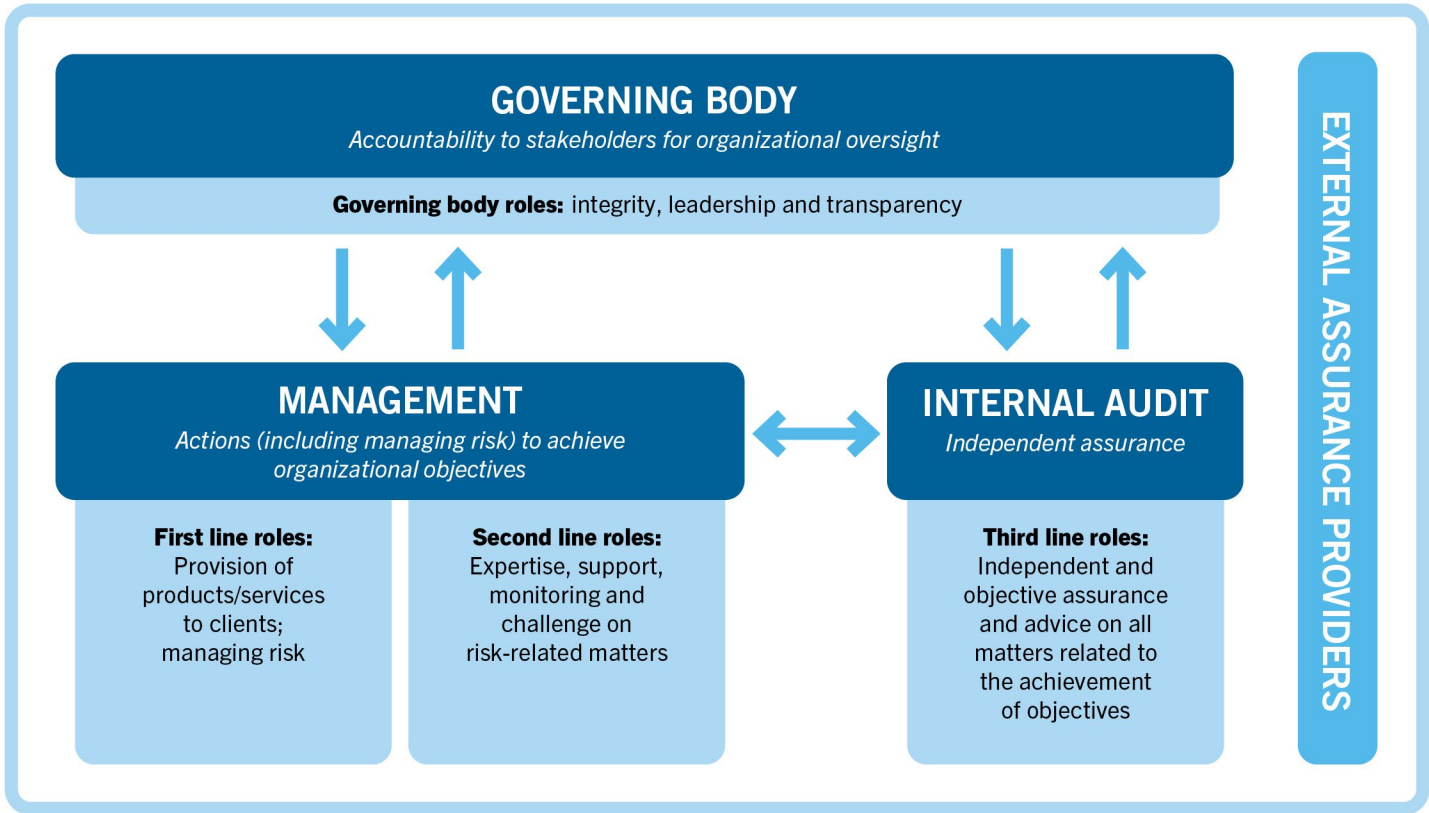 GOVERNING BODY
Accountability to stakeholders for organizational oversight
Governing body roles: integrity, leadership and transparency
MANAGEMENT
Actions (including managing risk) to achieve
organizational objectives
First line roles:
Provision of
products/services
to clients;
managing risk
Second line roles:
Expertise, support,
monitoring and
challenge on
risk-related matters
INTERNAL AUDIT
Independent assurance
Third line roles:
Independent and
objective assurance
and advice on all
matters related to
the achievement
of objectives
EXTERNAL ASSURANCE PROVIDERS